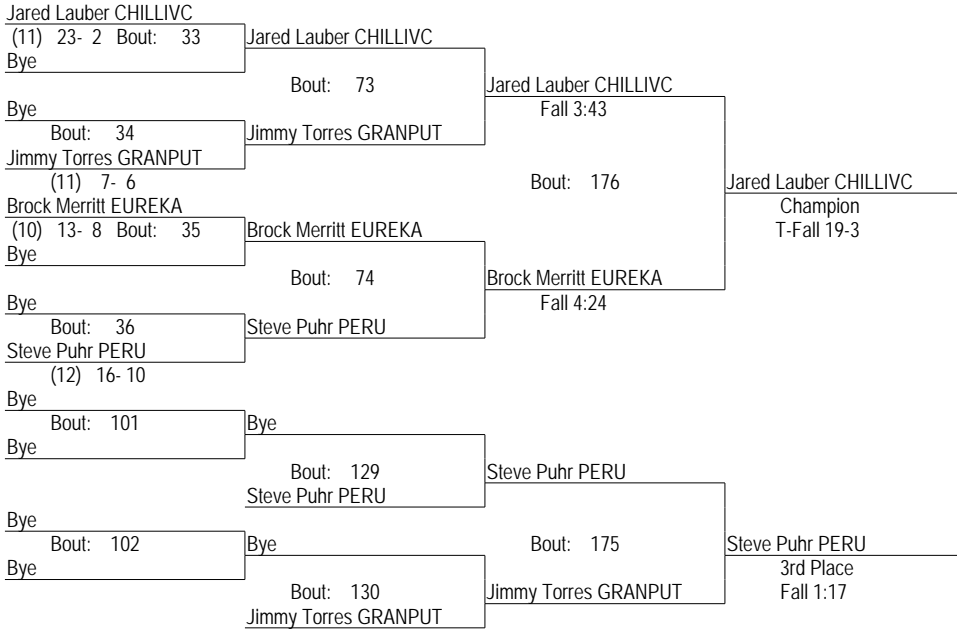 Jared Lauber CHILLIVC
(11) 23- 2 Bout: 33 Jared Lauber CHILLIVC
Bye
Bout: 73 Jared Lauber CHILLIVC
Bye Fall 3:43
Bout: 34 Jimmy Torres GRANPUT
Jimmy Torres GRANPUT
(11) 7- 6 Bout: 176 Jared Lauber CHILLIVC
Brock Merritt EUREKA Champion
(10) 13- 8 Bout: 35 Brock Merritt EUREKA T-Fall 19-3
Bye
Bout: 74 Brock Merritt EUREKA
Bye Fall 4:24
Bout: 36 Steve Puhr PERU
Steve Puhr PERU
(12) 16- 10
Bye
Bout: 101 Bye
Bye
Bout: 129 Steve Puhr PERU
Steve Puhr PERU
Bye
Bout: 102 Bye Bout: 175 Steve Puhr PERU
Bye 3rd Place
Bout: 130 Jimmy Torres GRANPUT Fall 1:17
Jimmy Torres GRANPUT